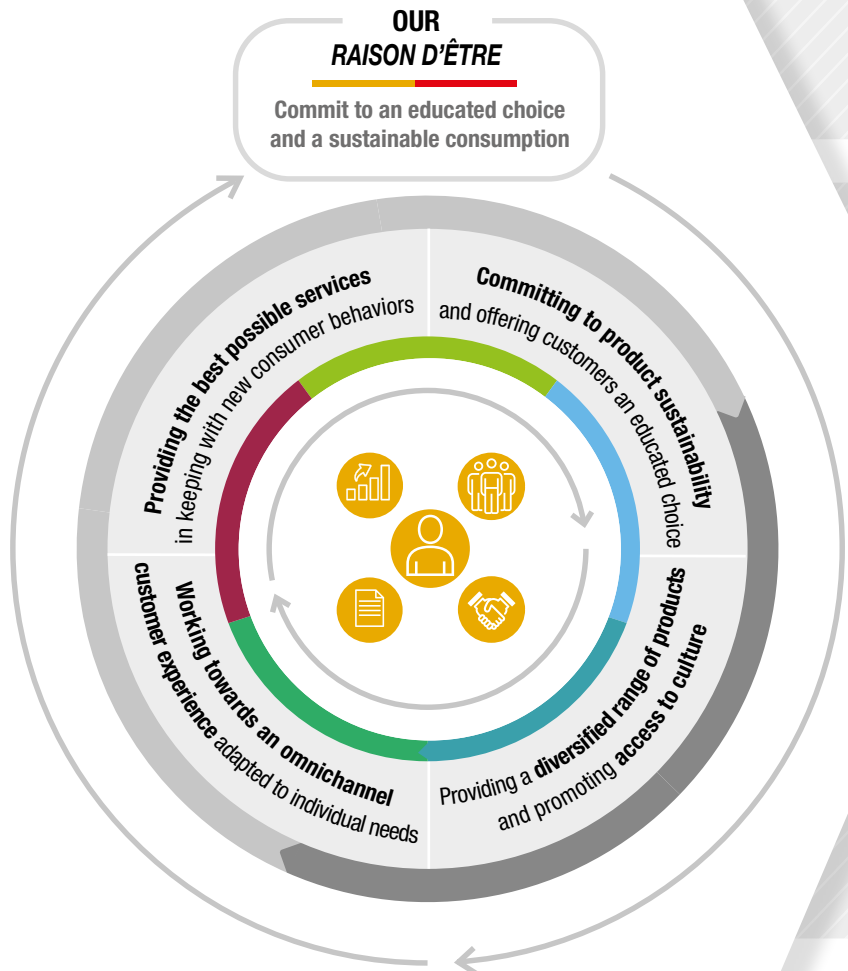 OUR
RAISON D’ÊTRE
Commit to an educated choice
and a sustainable consumption
Providing the best possible services
in keeping with new consumer behaviors
Committing to product sustainability
and offering customers an educated choice
Working towards an omnichannel
customer experience adapted to individual needs
Providing a diversified range of products
and promoting access to culture